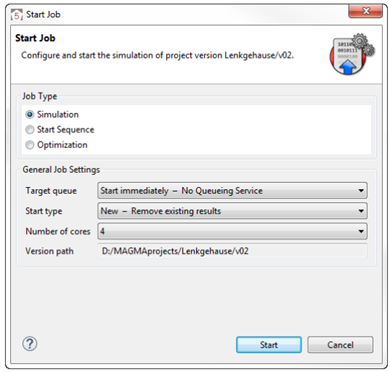 5 Start Job
Start Job
Configure and start the simulation of project version Lenkgehause/v02.
Job Type
Simulation
Start Sequence
Optimization
General Job Settings
Target queue Start immediately – No Queueing Service
Start type New – Remove existing results
Number of cores 4
Version path D:/MAGMAprojects/Lenkgehause/v02
? Start Cancel